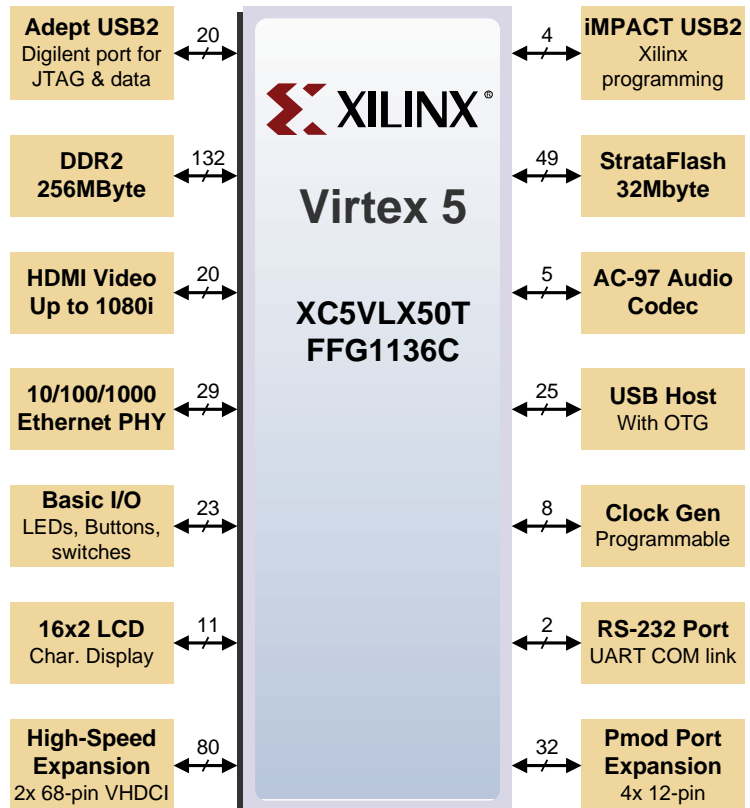 Adept USB2
Digilent port for
JTAG & data
20
4
iMPACT USB2
Xilinx
programming
XILINX®
DDR2
256MByte
132
49
StrataFlash
32Mbyte
Virtex 5
HDMI Video
Up to 1080i
20
5
AC-97 Audio
Codec
XC5VLX50T
FFG1136C
10/100/1000
Ethernet PHY
29
25
USB Host
With OTG
Basic I/O
LEDs, Buttons,
switches
23
8
Clock Gen
Programmable
16x2 LCD
Char. Display
11
2
RS-232 Port
UART COM link
High-Speed
Expansion
2x 68-pin VHDCI
80
32
Pmod Port
Expansion
4x 12-pin